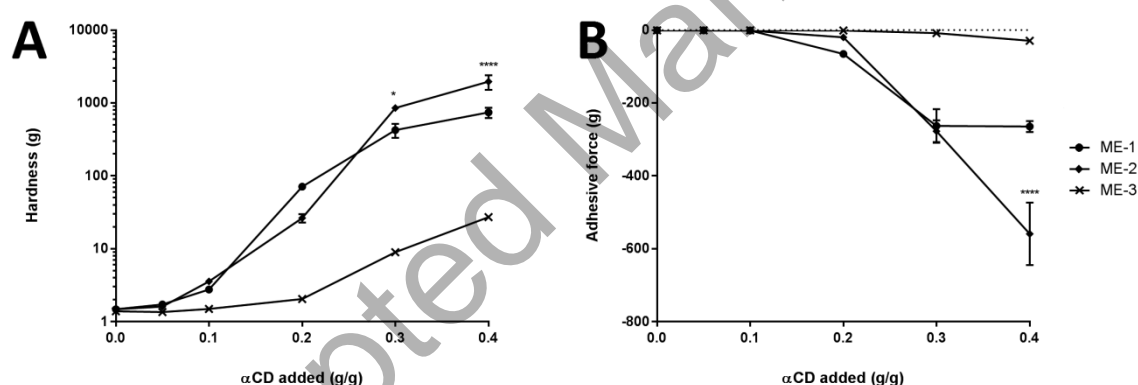 A
Hardness (g)
10000
1000
100
10
1
0.0 0.1 0.2 0.3 0.4
αCD added (g/g)
*
****
B
Adhesive force (g)
0
-200
-400
-600
-800
0.0 0.1 0.2 0.3 0.4
αCD added (g/g)
****
ME-1
ME-2
ME-3
pted Ma